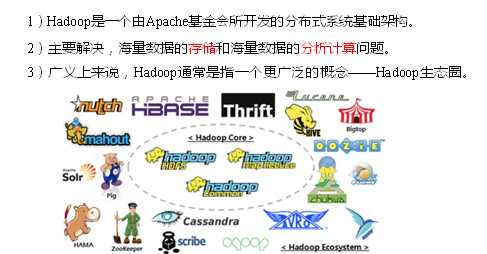 1）Hadoop是一个由Apache基金会所开发的分布式系统基础架构。
2）主要解决，海量数据的存储和海量数据的分析计算问题。
3）广义上来说，Hadoop通常是指一个更广泛的概念——Hadoop生态圈。
nutch
APACHE
HBASE
Thrift
Lucene
HIVE
Bigtop
mahout
< Hadoop Core >
OOZIE
hadoop
HDFS
hadoop
MapReduce
Apache
Solr
Pig
hadoop
Common
chukwa
HAMA
ZooKeeper
Cassandra
scribe
sqoop
AVRO
< Hadoop Ecosystem >